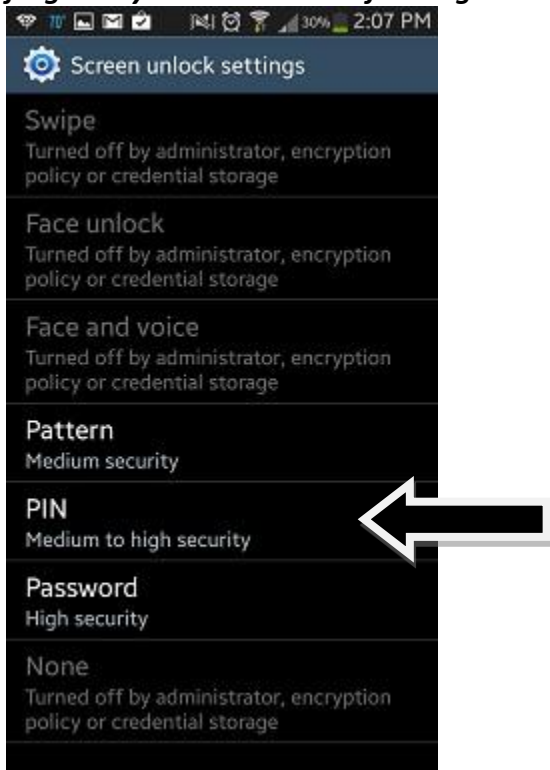 70° 30% 2:07 PM
Screen unlock settings
Swipe
Turned off by administrator, encryption
policy or credential storage
Face unlock
Turned off by administrator, encryption
policy or credential storage
Face and voice
Turned off by administrator, encryption
policy or credential storage
Pattern
Medium security
PIN
Medium to high security
Password
High security
None
Turned off by administrator, encryption
policy or credential storage